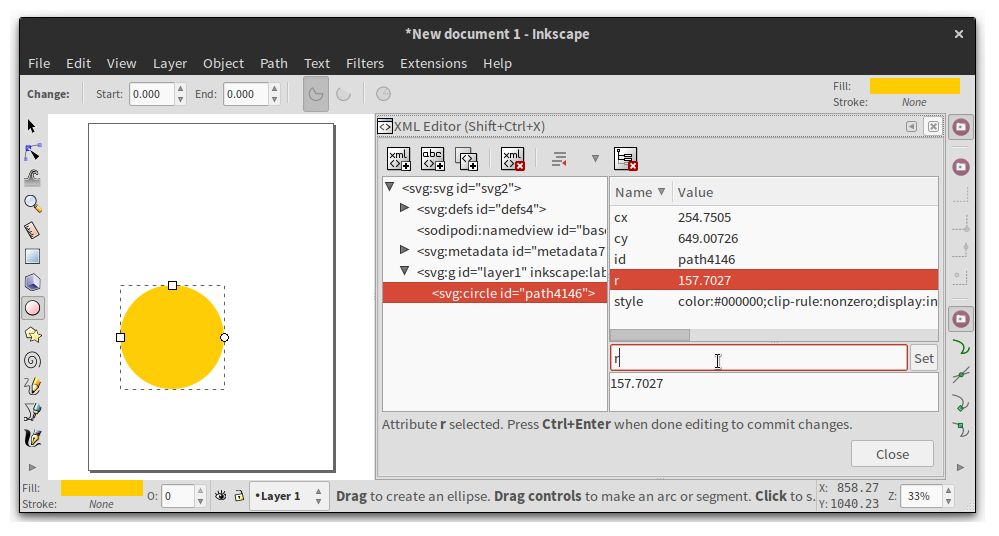 *New document 1 - Inkscape
File Edit View Layer Object Path Text Filters Extensions Help
Change: Start: 0.000 End: 0.000 Fill:
Stroke: None
XML Editor (Shift+Ctrl+X)
xml abc xml
<svg:svg id="svg2">
<svg:defs id="defs4">
<sodipodi:namedview id="bas
<svg:metadata id="metadata7
<svg:g id="layer1" inkscape:lab
<svg:circle id="path4146">
Name Value
cx 254.7505
cy 649.00726
id path4146
r 157.7027
style color:#000000;clip-rule:nonzero;display:in
r Set
157.7027
Attribute r selected. Press Ctrl+Enter when done editing to commit changes.
Close
Fill:
Stroke: None
O: 0
•Layer 1
Drag to create an ellipse. Drag controls to make an arc or segment. Click to s.
X: 858.27
Y:1040.23
Z: 33%